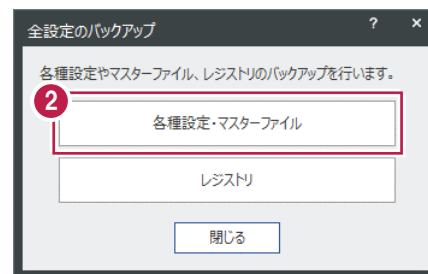 全設定のバックアップ ? ×
各種設定やマスターファイル、レジストリのバックアップを行います。
2
各種設定・マスターファイル
レジストリ
閉じる